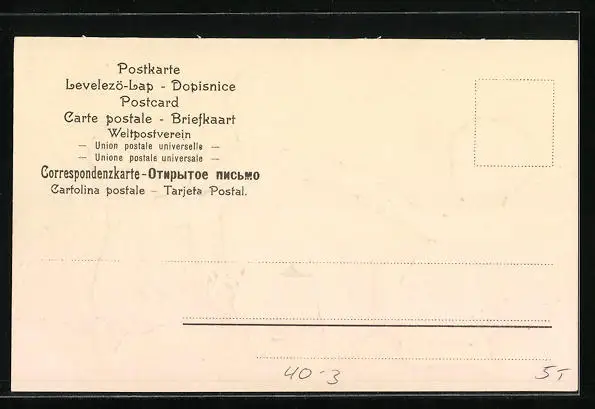 Postkarte
Levelezö-Lap - Dopisnice
Postcard
Carte postale - Briefkaart
Weltpostverein
— Union postale universelle —
— Unione postale universale —
Correspondenzkarte-Открытое письмо
Cartolina postale — Tarjeta Postal.
40-3 5T